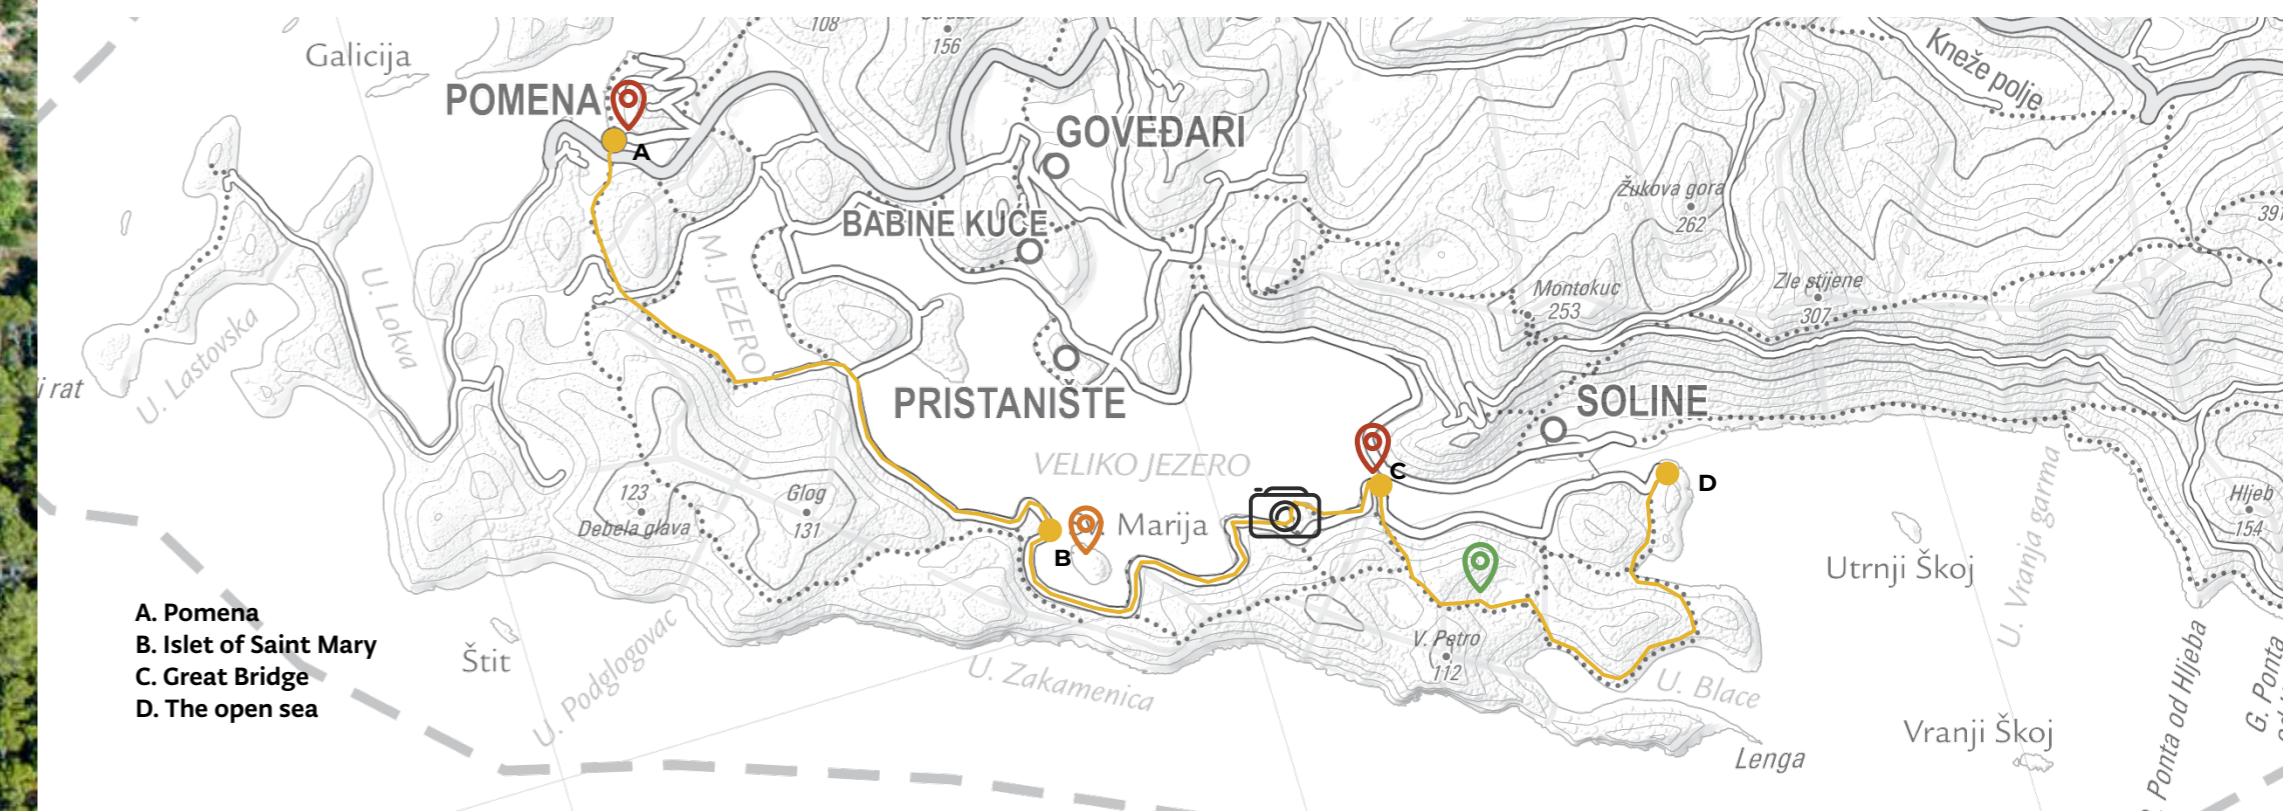 Galicija
108
156
Kneže polje
POMENA
A
GOVEĐARI
Žukova gora
262
391
BABINE KUĆE
M. JEZERO
U. Lokva
U. Lastovska
i rat
Montokuc
253
Zle stijene
307
PRISTANIŠTE
SOLINE
VELIKO JEZERO
C
D
123
Debela glava
Glog
131
Marija
B
Hljeb
154
Utrnji Škoj
U. Vranja garma
A. Pomena
B. Islet of Saint Mary
C. Great Bridge
D. The open sea
Štit
U. Podglogovac
U. Zakamenica
V. Petro
112
U. Blace
Lenga
Vranji Škoj
Ponta od Hljeba
G. Ponta